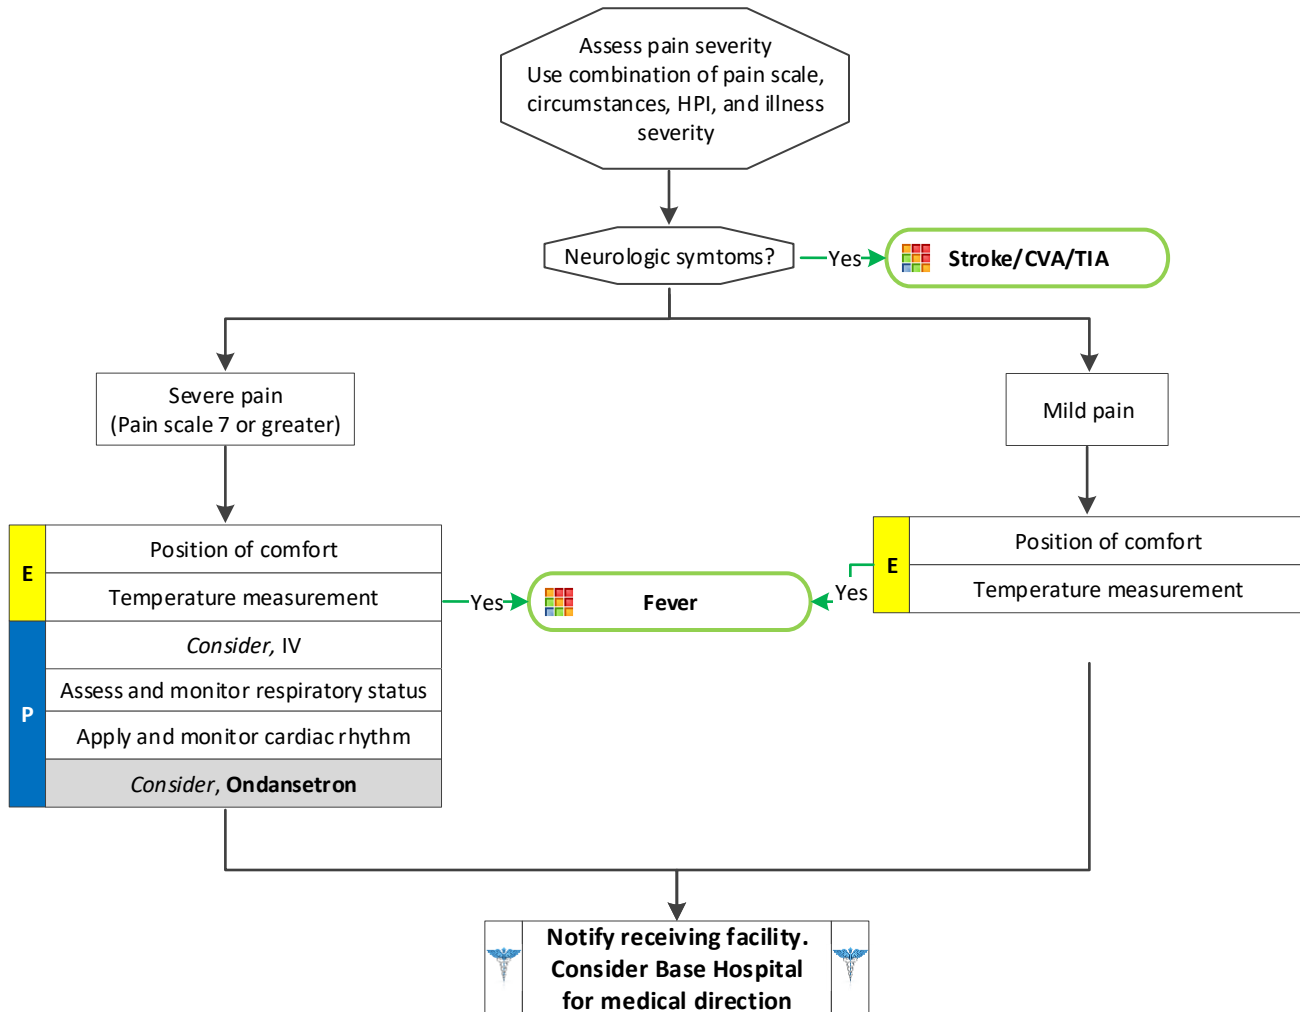 Assess pain severity
Use combination of pain scale,
circumstances, HPI, and illness
severity
Neurologic symtoms?
Yes
Stroke/CVA/TIA
Severe pain
(Pain scale 7 or greater)
Mild pain
E
Position of comfort
Temperature measurement
Yes
Fever
Yes
E
Position of comfort
Temperature measurement
P
Consider, IV
Assess and monitor respiratory status
Apply and monitor cardiac rhythm
Consider, Ondansetron
Notify receiving facility.
Consider Base Hospital
for medical direction